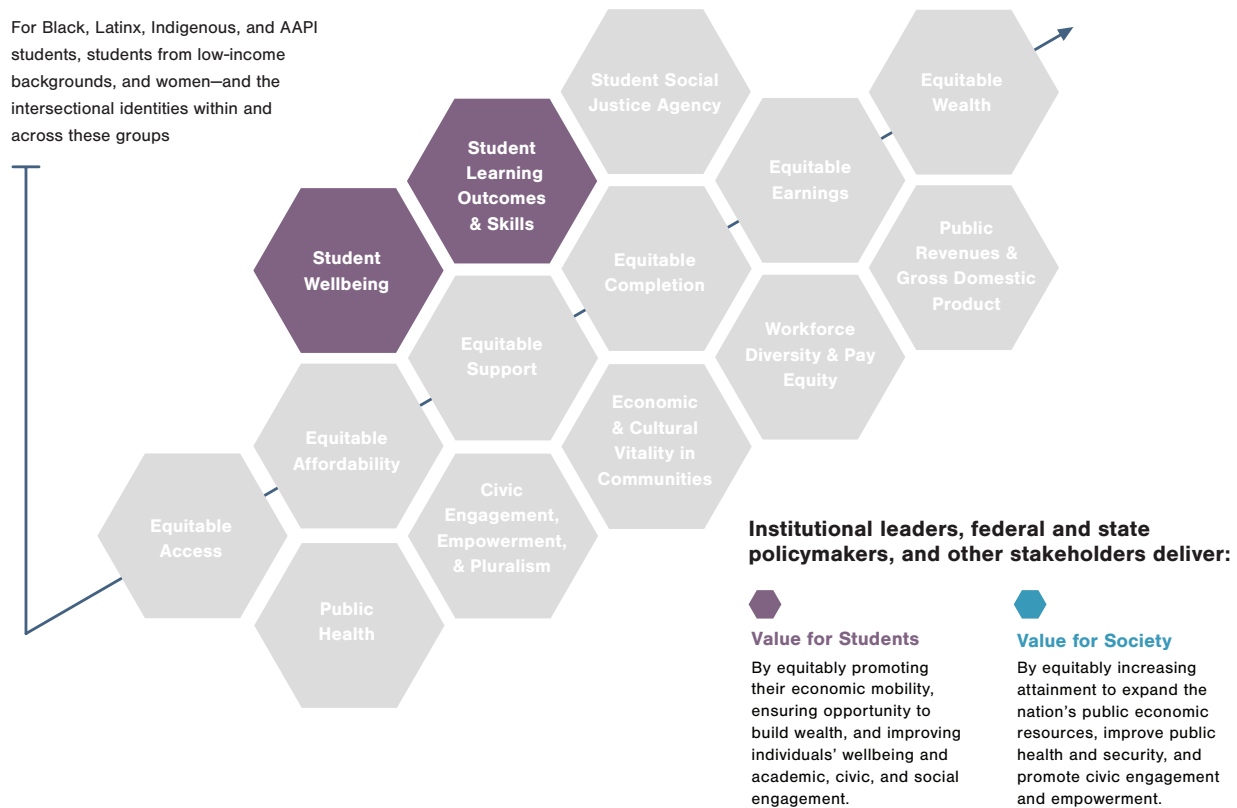 For Black, Latinx, Indigenous, and AAPI
students, students from low-income
backgrounds, and women—and the
intersectional identities within and
across these groups
Student Social
Justice Agency
Equitable
Wealth
Student
Learning
Outcomes
& Skills
Equitable
Earnings
Public
Revenues &
Gross Domestic
Product
Student
Wellbeing
Equitable
Completion
Workforce
Diversity & Pay
Equity
Equitable
Support
Economic
& Cultural
Vitality in
Communities
Equitable
Affordability
Civic
Engagement,
Empowerment,
& Pluralism
Equitable
Access
Public
Health
Institutional leaders, federal and state
policymakers, and other stakeholders deliver:
Value for Students
By equitably promoting
their economic mobility,
ensuring opportunity to
build wealth, and improving
individuals’ wellbeing and
academic, civic, and social
engagement.
Value for Society
By equitably increasing
attainment to expand the
nation’s public economic
resources, improve public
health and security, and
promote civic engagement
and empowerment.